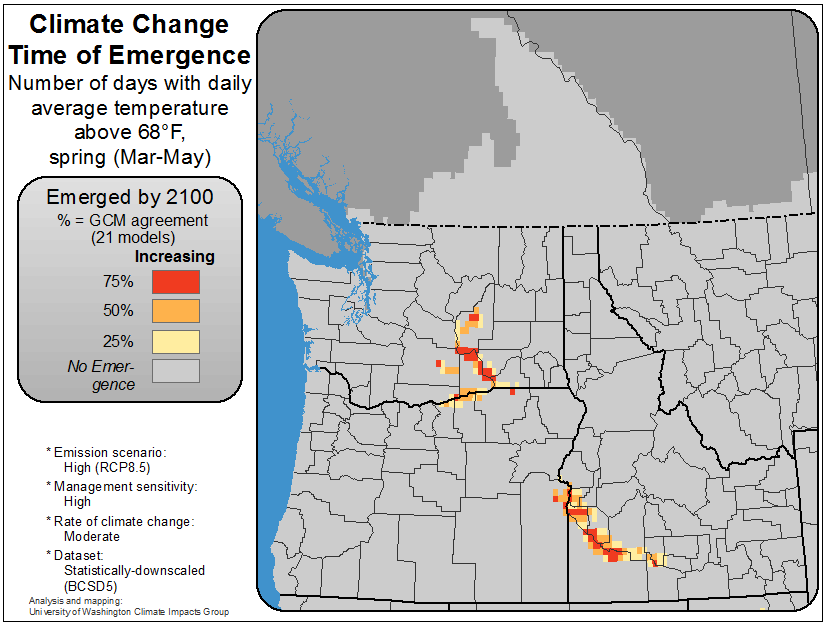 Climate Change
Time of Emergence
Number of days with daily
average temperature
above 68°F,
spring (Mar-May)
Emerged by 2100
% = GCM agreement
(21 models)
Increasing
75%
50%
25%
No Emer-
gence
* Emission scenario:
High (RCP8.5)
* Management sensitivity:
High
* Rate of climate change:
Moderate
* Dataset:
Statistically-downscaled
(BCSD5)
Analysis and mapping:
University of Washington Climate Impacts Group